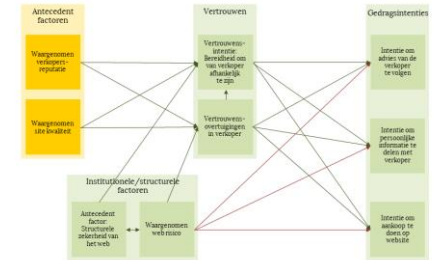 Antecedent
factoren
Waargenomen
verkopers-
reputatie
Waargenomen
site kwaliteit
Vertrouwen
Vertrouwens-
intentie:
Bereidheid om
van verkoper
afhankelijk
te zijn
Vertrouwens-
overtuigingen
in verkoper
Gedragsintenties
Intentie om
advies van de
verkoper
te volgen
Intentie om
persoonlijke
informatie te
delen met
verkoper
Intentie om
aankoop te
doen op
website
Institutionele/structurele
factoren
Antecedent
factor:
Structurele
zekerheid van
het web
Waargenomen
web risico